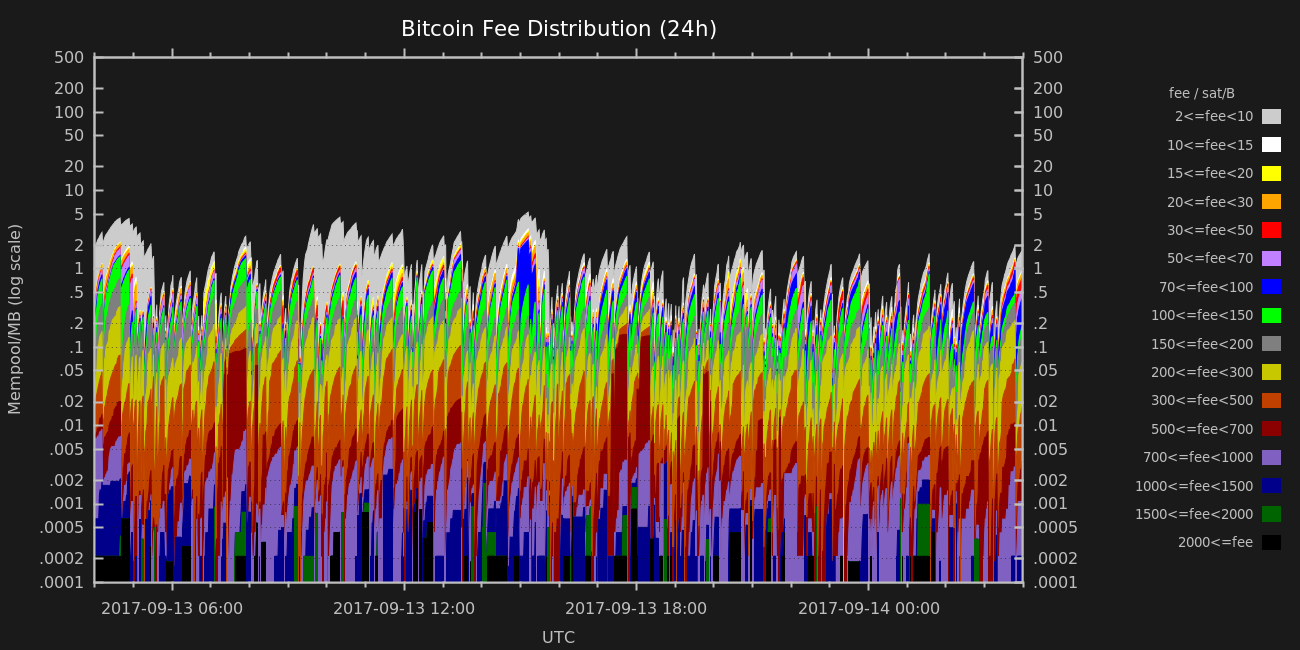 Bitcoin Fee Distribution (24h)
500 500
200 200
100 100
50 50
20 20
10 10
5 5
2 2
1 1
.5 .5
.2 .2
.1 .1
.05 .05
.02 .02
.01 .01
.005 .005
.002 .002
.001 .001
.0005 .0005
.0002 .0002
.0001 .0001
Mempool/MB (log scale)
2017-09-13 06:00 2017-09-13 12:00 2017-09-13 18:00 2017-09-14 00:00
UTC
fee / sat/B
2<=fee<10
10<=fee<15
15<=fee<20
20<=fee<30
30<=fee<50
50<=fee<70
70<=fee<100
100<=fee<150
150<=fee<200
200<=fee<300
300<=fee<500
500<=fee<700
700<=fee<1000
1000<=fee<1500
1500<=fee<2000
2000<=fee